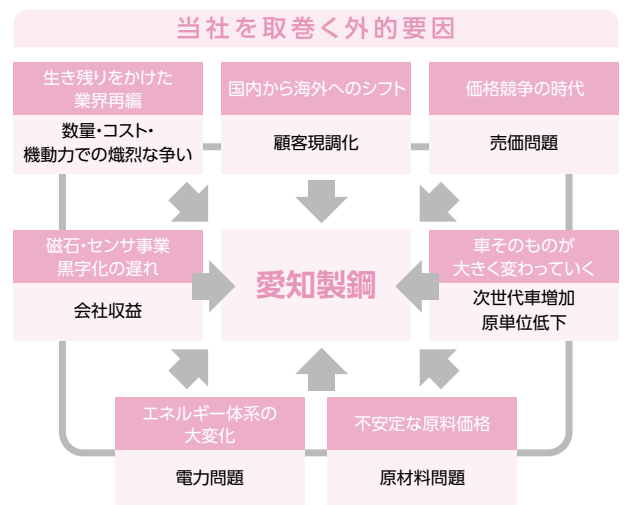 当社を取巻く外的要因
生き残りをかけた
業界再編
数量・コスト・
機動力での熾烈な争い
国内から海外へのシフト
顧客現調化
価格競争の時代
売価問題
磁石・センサ事業
黒字化の遅れ
会社収益
愛知製鋼
車そのものが
大きく変わっていく
次世代車増加
原単位低下
エネルギー体系の
大変化
電力問題
不安定な原料価格
原材料問題